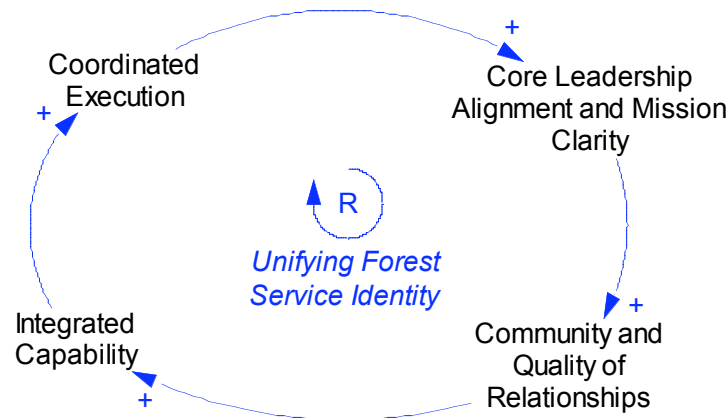 +
Coordinated
Execution
Core Leadership
Alignment and Mission
Clarity
+
R
Unifying Forest
Service Identity
+
Integrated
Capability
Community and
Quality of
Relationships
+